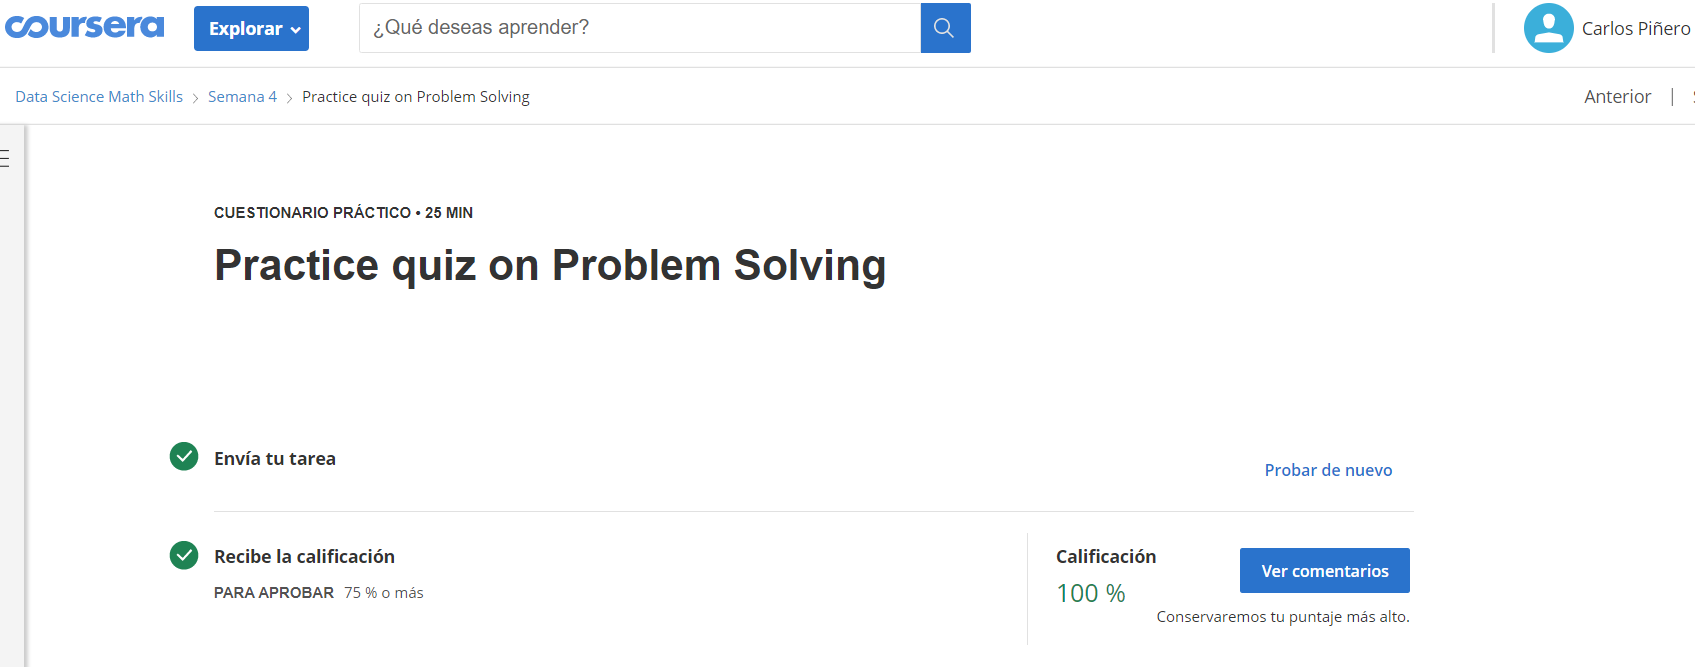 coursera
Explorar
¿Qué deseas aprender?
Carlos Piñero
Data Science Math Skills > Semana 4 > Practice quiz on Problem Solving
Anterior |
CUESTIONARIO PRÁCTICO • 25 MIN
Practice quiz on Problem Solving
Envía tu tarea
Probar de nuevo
Recibe la calificación
PARA APROBAR 75 % o más
Calificación
100 %
Ver comentarios
Conservaremos tu puntaje más alto.